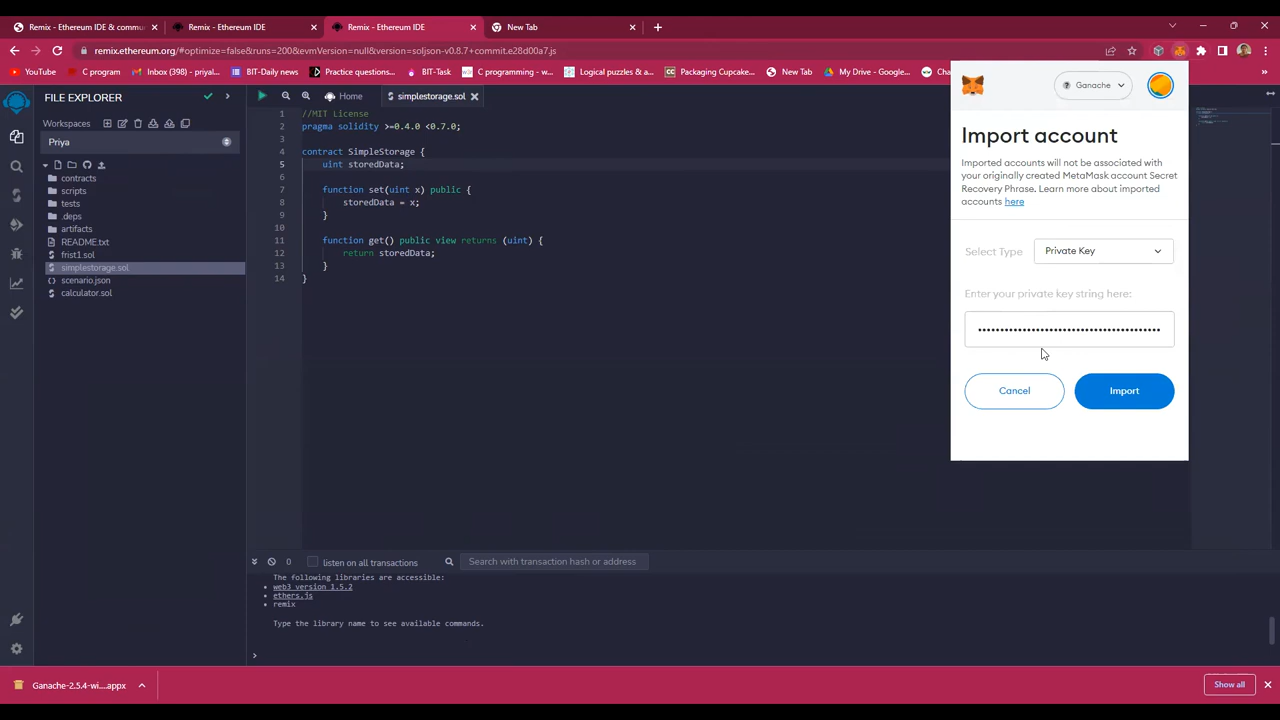 Remix - Ethereum IDE & commu
Remix - Ethereum IDE
Remix - Ethereum IDE
New Tab
remix.ethereum.org/#optimize=false&runs=200&evmVersion=null&version=soljson-v0.8.7+commit.e28d00a7.js
YouTube
C program
Inbox (398) - priyal...
BIT-Daily news
Practice questions...
BIT-Task
C programming - w...
Logical puzzles & a...
Packaging Cupcake...
New Tab
My Drive - Google...
Cha
FILE EXPLORER
Workspaces
Priya
contracts
scripts
tests
.deps
artifacts
README.txt
frist1.sol
simplestorage.sol
scenario.json
calculator.sol
Home
simplestorage.sol
1 //MIT License
2 pragma solidity >=0.4.0 <0.7.0;
3
4 contract SimpleStorage {
5 uint storedData;
6
7 function set(uint x) public {
8 storedData = x;
9 }
10
11 function get() public view returns (uint) {
12 return storedData;
13 }
14 }
Ganache
Import account
Imported accounts will not be associated with
your originally created MetaMask account Secret
Recovery Phrase. Learn more about imported
accounts here
Select Type
Private Key
Enter your private key string here:
Cancel
Import
0
listen on all transactions
Search with transaction hash or address
The following libraries are accessible:
web3 version 1.5.2
ethers.js
remix
Type the library name to see available commands.
>
Ganache-2.5.4-wi....appx
Show all